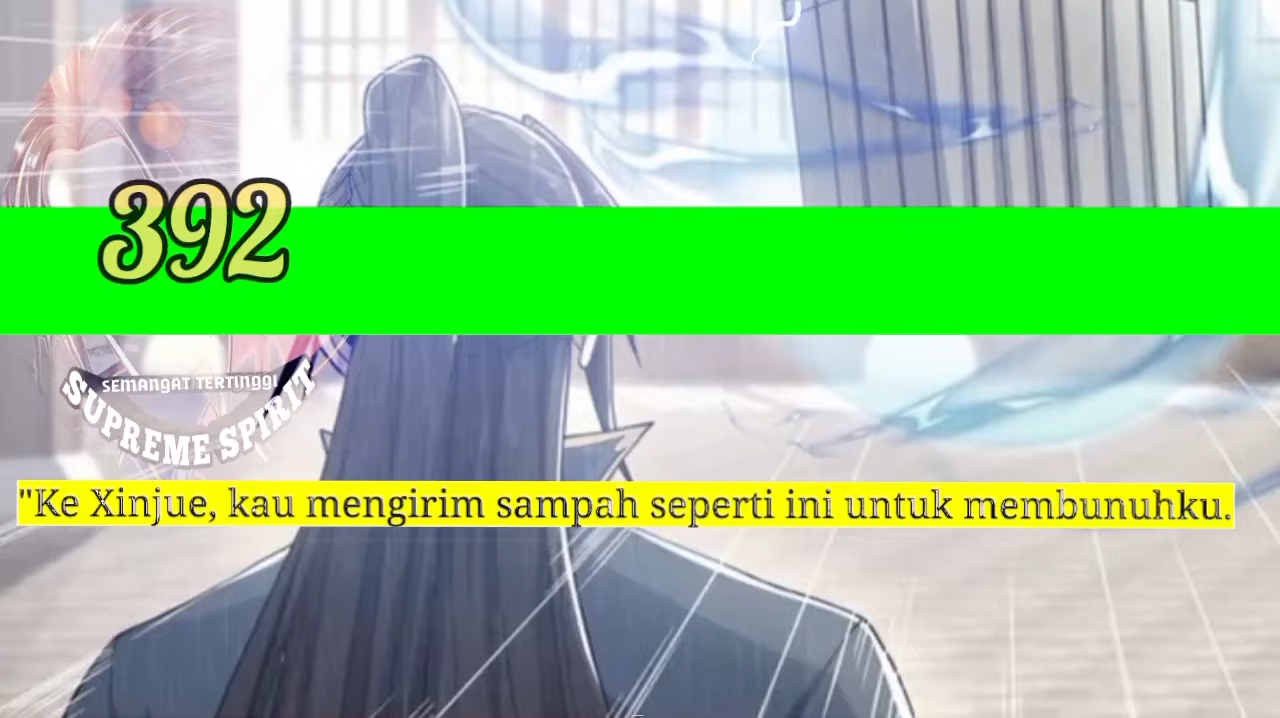 392
SEMANGAT TERTINGGI
SUPREME SPIRIT
"Ke Xinjue, kau mengirim sampah seperti ini untuk membunuhku.